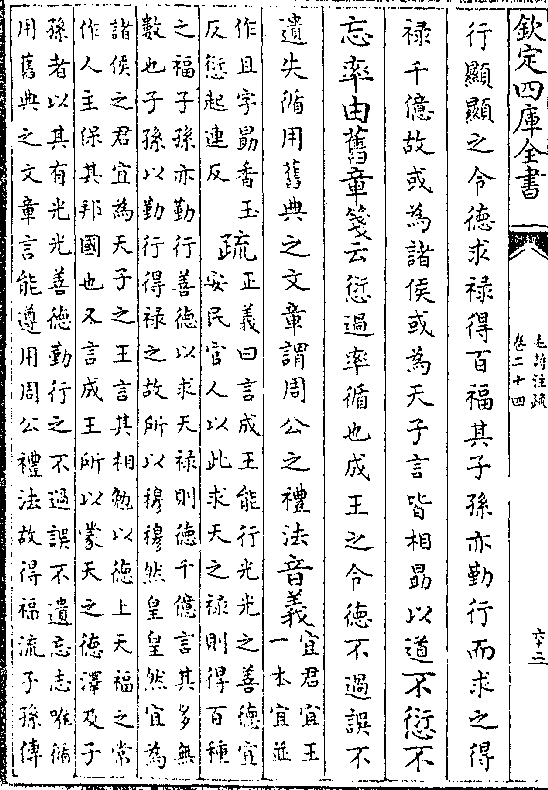 欽定四庫全書
毛詩注疏
卷二十四
六十二
行顯顯之令德求祿得百福其子孫亦勤行而求之得
祿千億故或為諸侯或為天子言皆相朂以道不愆不
忘率由舊章箋云愆過率循也成王之令德不過誤不
遺失循用舊典之文章謂周公之禮法音義
宜君宜王
一本宜並
作且字朂香玉
反愆起連反
疏
正義曰言成王能行光光之善德宜
安民官人以此求天之祿則得百種
之福子孫亦勤行善德以求天祿則德千億言其多無
數也子孫以勤行得祿之故所以穆穆然皇皇然宜為
諸侯之君宜為天子之王言其相勉以德上天福之常
作人主保其邦國也又言成王所以蒙天之德澤及子
孫者以其有光光善德勤行之不過誤不遺忘志唯循
用舊典之文章言能遵用周公禮法故得福流子孫傳